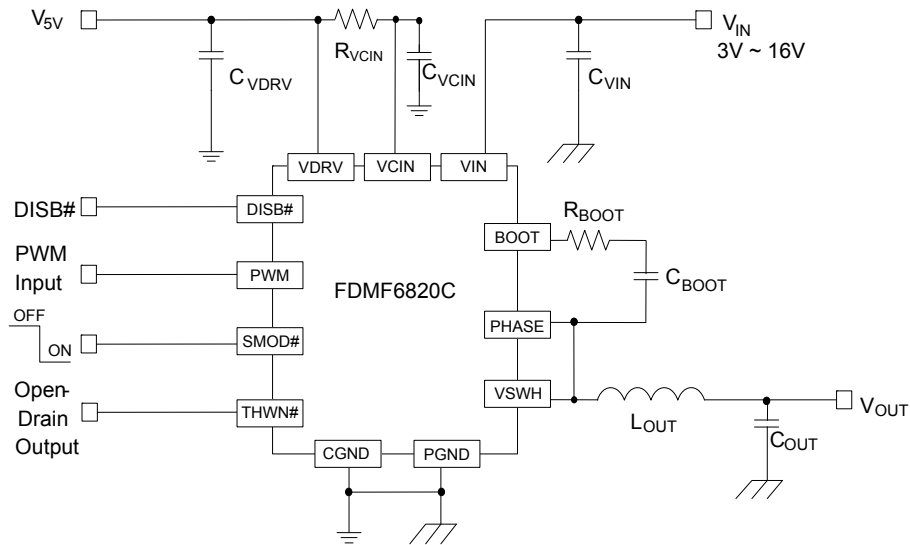 V5V
RVCIN
CVDRV
CVCIN
CVIN
VIN
3V ~ 16V
VDRV
VCIN
VIN
DISB#
DISB#
PWM
Input
PWM
OFF
ON
SMOD#
Open-
Drain
Output
THWN#
FDMF6820C
BOOT
RBOOT
CBOOT
PHASE
VSWH
LOUT
VOUT
COUT
CGND
PGND